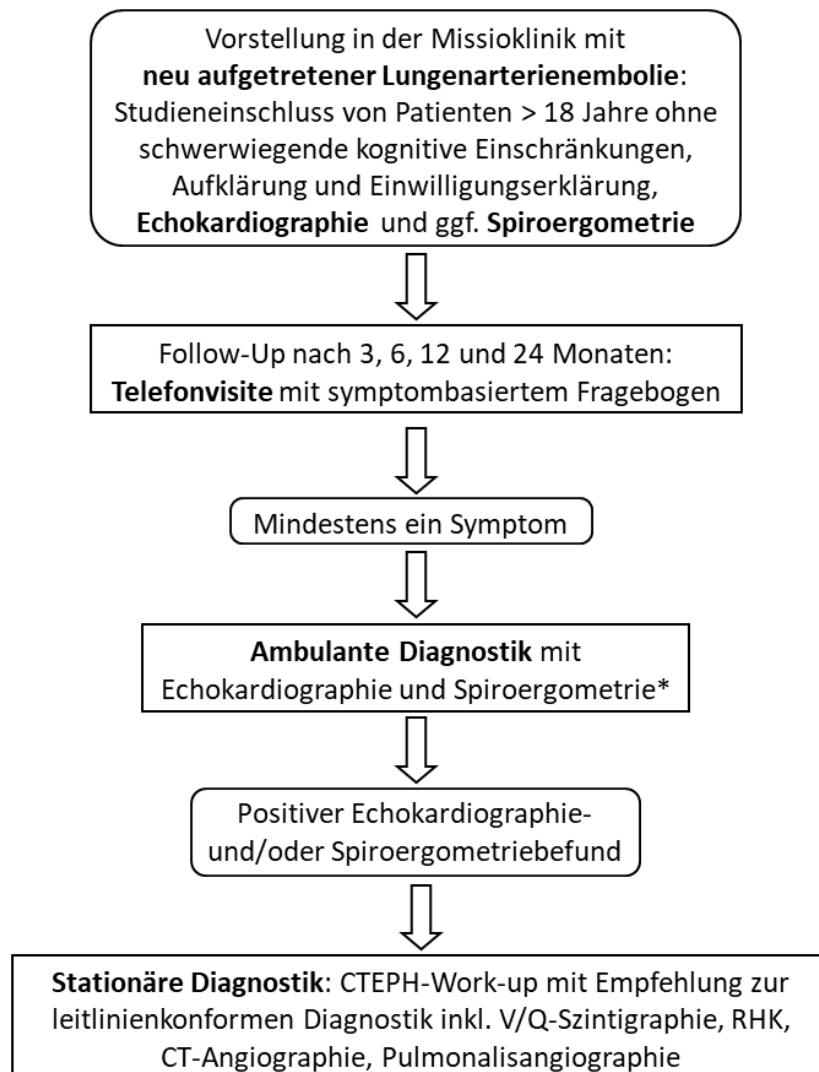 Vorstellung in der Missioklinik mit
neu aufgetretener Lungenarterienembolie:
Studieneinschluss von Patienten > 18 Jahre ohne
schwerwiegende kognitive Einschränkungen,
Aufklärung und Einwilligungserklärung,
Echokardiographie und ggf. Spiroergometrie
Follow-Up nach 3, 6, 12 und 24 Monaten:
Telefonvisite mit symptombasiertem Fragebogen
Mindestens ein Symptom
Ambulante Diagnostik mit
Echokardiographie und Spiroergometrie*
Positiver Echokardiographie-
und/oder Spiroergometriebefund
Stationäre Diagnostik: CTEPH-Work-up mit Empfehlung zur
leitlinienkonformen Diagnostik inkl. V/Q-Szintigraphie, RHK,
CT-Angiographie, Pulmonalisangiographie